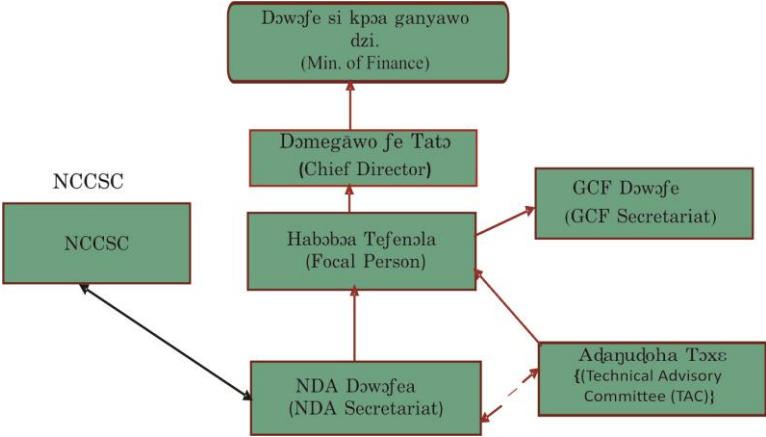 Dɔwɔƒe si kpɔa ganyawo
dzi.
(Min. of Finance)
Dɔmegãwo ƒe Tatɔ
(Chief Director)
NCCSC
NCCSC
Habɔbɔa Teƒenɔla
(Focal Person)
GCF Dɔwɔƒe
(GCF Secretariat)
NDA Dɔwɔƒea
(NDA Secretariat)
Aɖaŋuɖoha Tɔxɛ
{(Technical Advisory
Committee (TAC)}